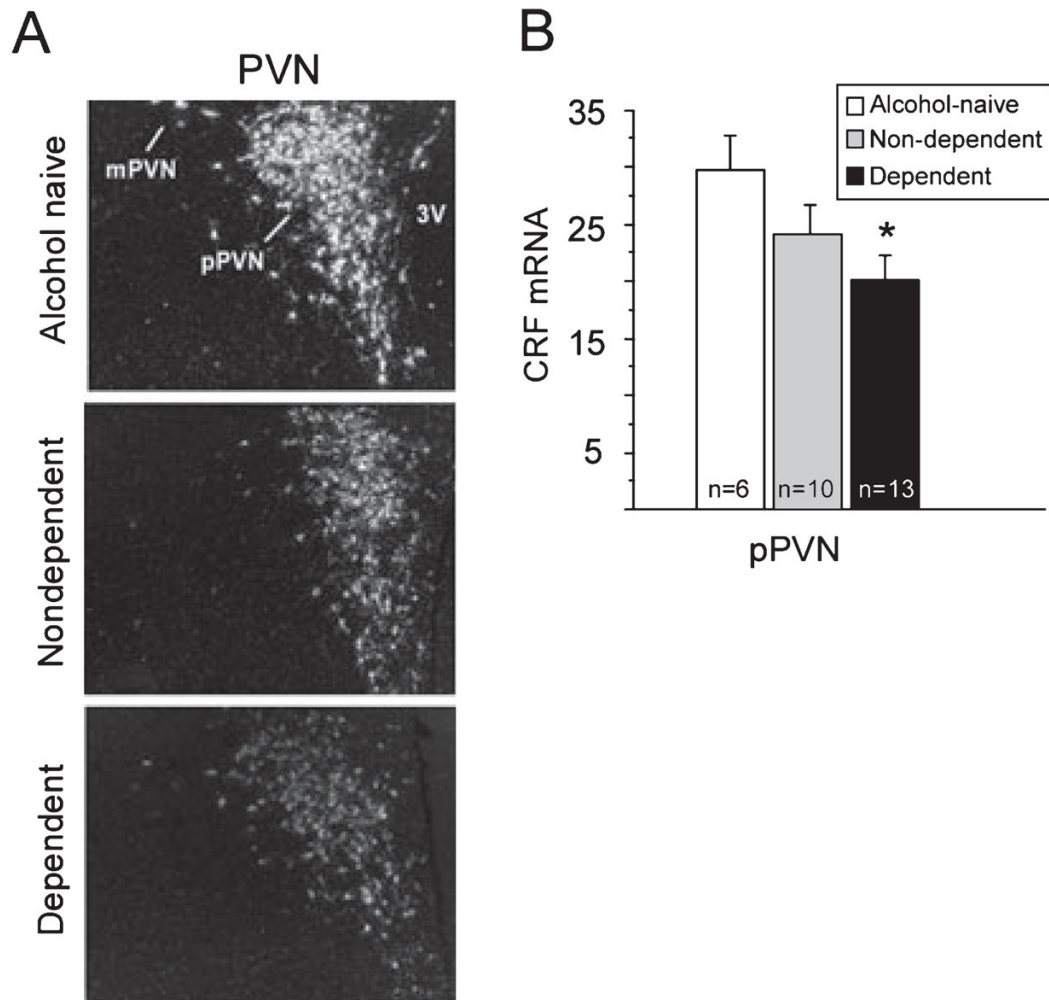 A
PVN
Alcohol naive
mPVN
pPVN
3V
Nondependent
Dependent
B
Alcohol-naive
Non-dependent
Dependent
CRF mRNA
35
25
15
5
*
n=6
n=10
n=13
pPVN